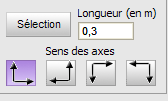 Longueur (en m)
Sélection
0,3
Sens des axes